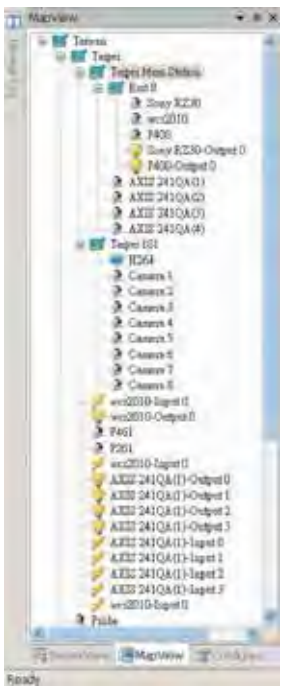 MapView
Taiwan
Taipei
Taipei Main Station
Exit 8
Sony RZ30
wcs2010
P400
Sony RZ30-Output 0
P400-Output 0
AXIS 241QA(1)
AXIS 241QA(2)
AXIS 241QA(3)
AXIS 241QA(4)
Taipei 101
H264
Camera 1
Camera 2
Camera 3
Camera 4
Camera 5
Camera 6
Camera 7
Camera 8
wcs2010-Input 0
wcs2010-Output 0
P461
P261
wcs2010-Input 0
AXIS 241QA(1)-Output 0
AXIS 241QA(1)-Output 1
AXIS 241QA(1)-Output 2
AXIS 241QA(1)-Output 3
AXIS 241QA(1)-Input 0
AXIS 241QA(1)-Input 1
AXIS 241QA(1)-Input 2
AXIS 241QA(1)-Input 3
wcs2010-Input 0
MapView
Ready